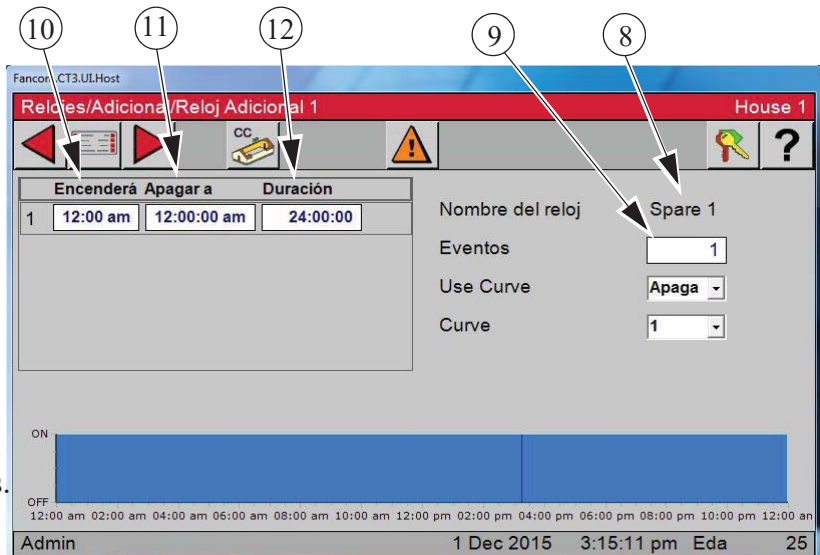 10 11 12 9 8
Fancom.CT3.UI.Host
Relojes/Adicional/Reloj Adicional 1 House 1
CC
?
Encenderá Apagar a Duración
1 12:00 am 12:00:00 am 24:00:00
Nombre del reloj Spare 1
Eventos 1
Use Curve Apaga
Curve 1
ON
s.
OFF
12:00 am 02:00 am 04:00 am 06:00 am 08:00 am 10:00 am 12:00 pm 02:00 pm 04:00 pm 06:00 pm 08:00 pm 10:00 pm 12:00 an
Admin 1 Dec 2015 3:15:11 pm Eda 25